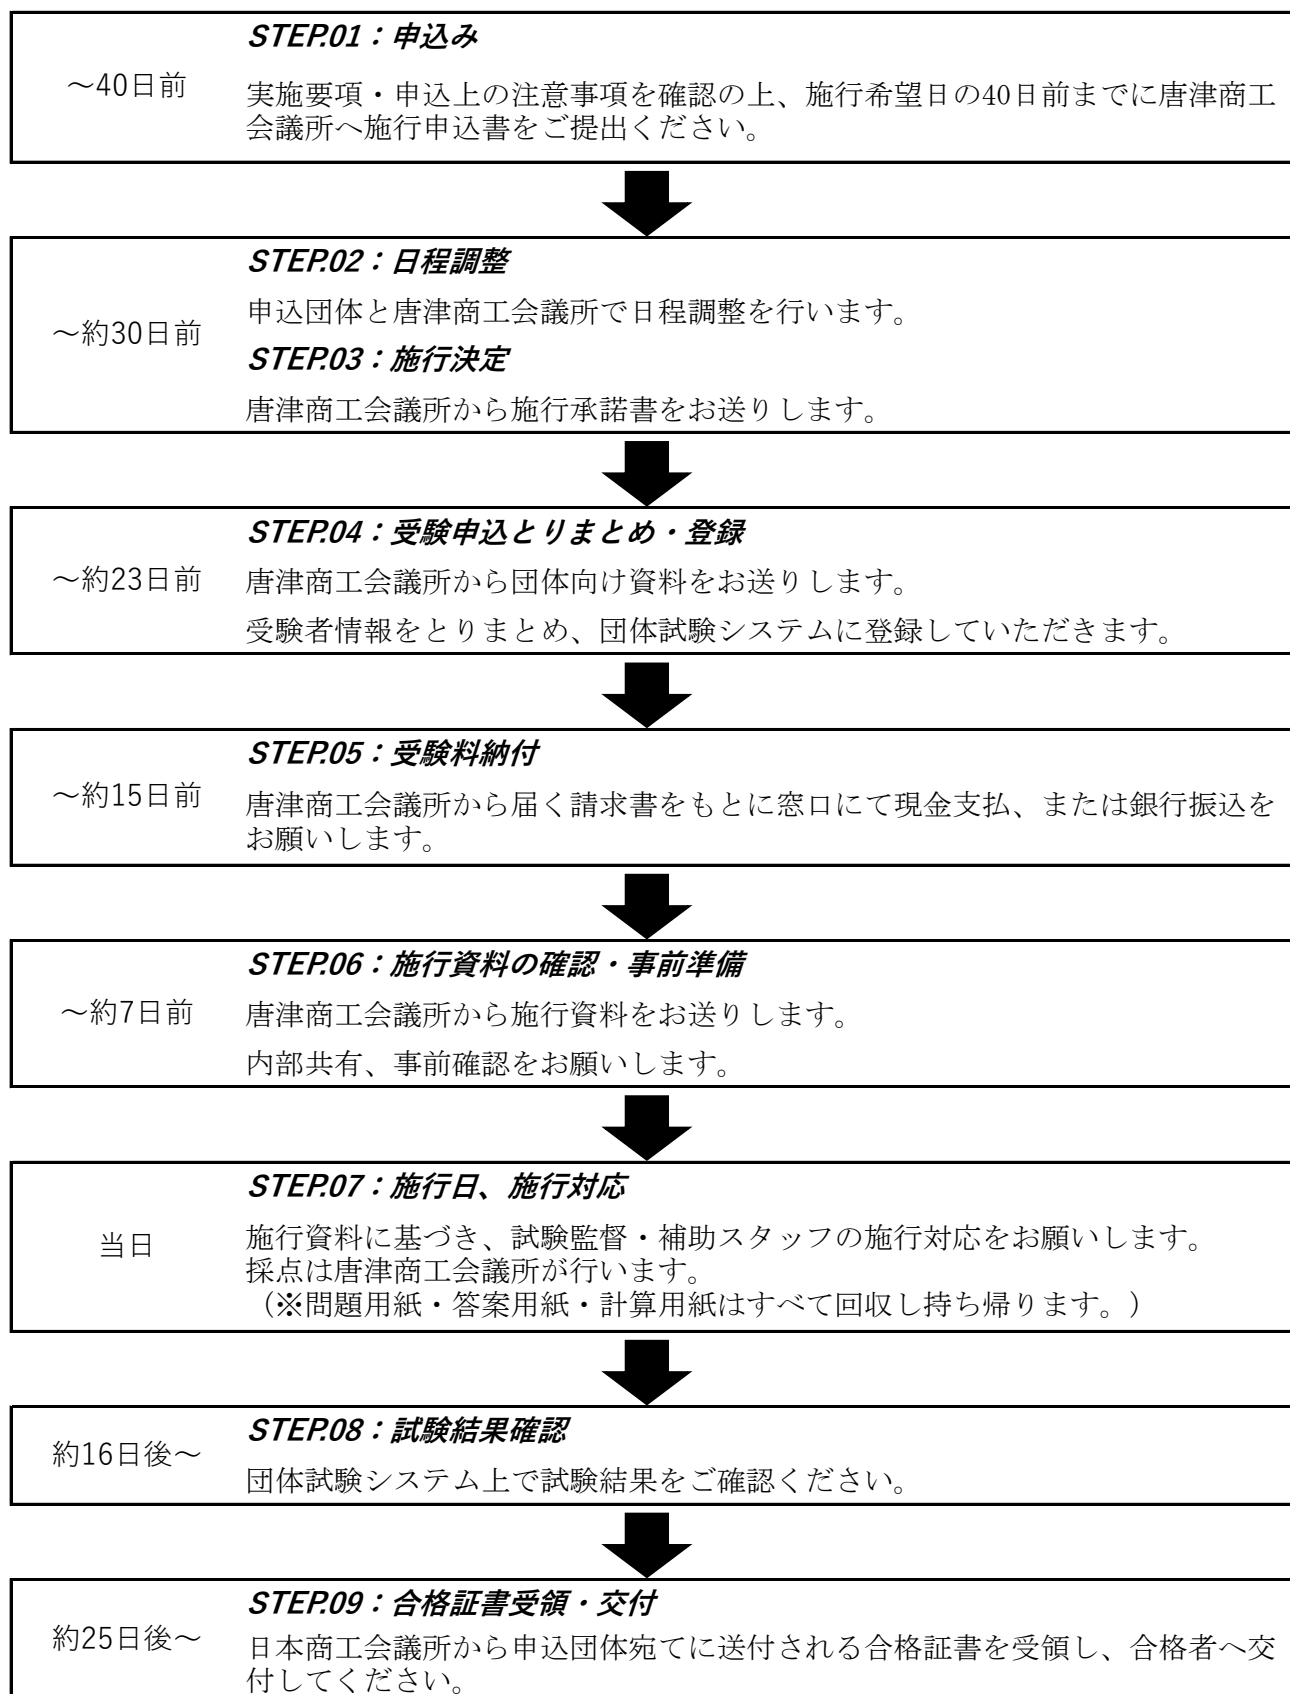 STEP.01：申込み
～40日前
実施要項・申込上の注意事項を確認の上、施行希望日の40日前までに唐津商工
会議所へ施行申込書をご提出ください。
STEP.02：日程調整
申込団体と唐津商工会議所で日程調整を行います。
～約30日前
STEP.03：施行決定
唐津商工会議所から施行承諾書をお送りします。
STEP.04：受験申込とりまとめ・登録
～約23日前
唐津商工会議所から団体向け資料をお送りします。
受験者情報をとりまとめ、団体試験システムに登録していただきます。
STEP.05：受験料納付
～約15日前
唐津商工会議所から届く請求書をもとに窓口にて現金支払、または銀行振込を
お願いします。
STEP.06：施行資料の確認・事前準備
～約7日前
唐津商工会議所から施行資料をお送りします。
内部共有、事前確認をお願いします。
STEP.07：施行日、施行対応
当日
施行資料に基づき、試験監督・補助スタッフの施行対応をお願いします。
採点は唐津商工会議所が行います。
（※問題用紙・答案用紙・計算用紙はすべて回収し持ち帰ります。）
STEP.08：試験結果確認
約16日後～
団体試験システム上で試験結果をご確認ください。
STEP.09：合格証書受領・交付
約25日後～
日本商工会議所から申込団体宛てに送付される合格証書を受領し、合格者へ交
付してください。